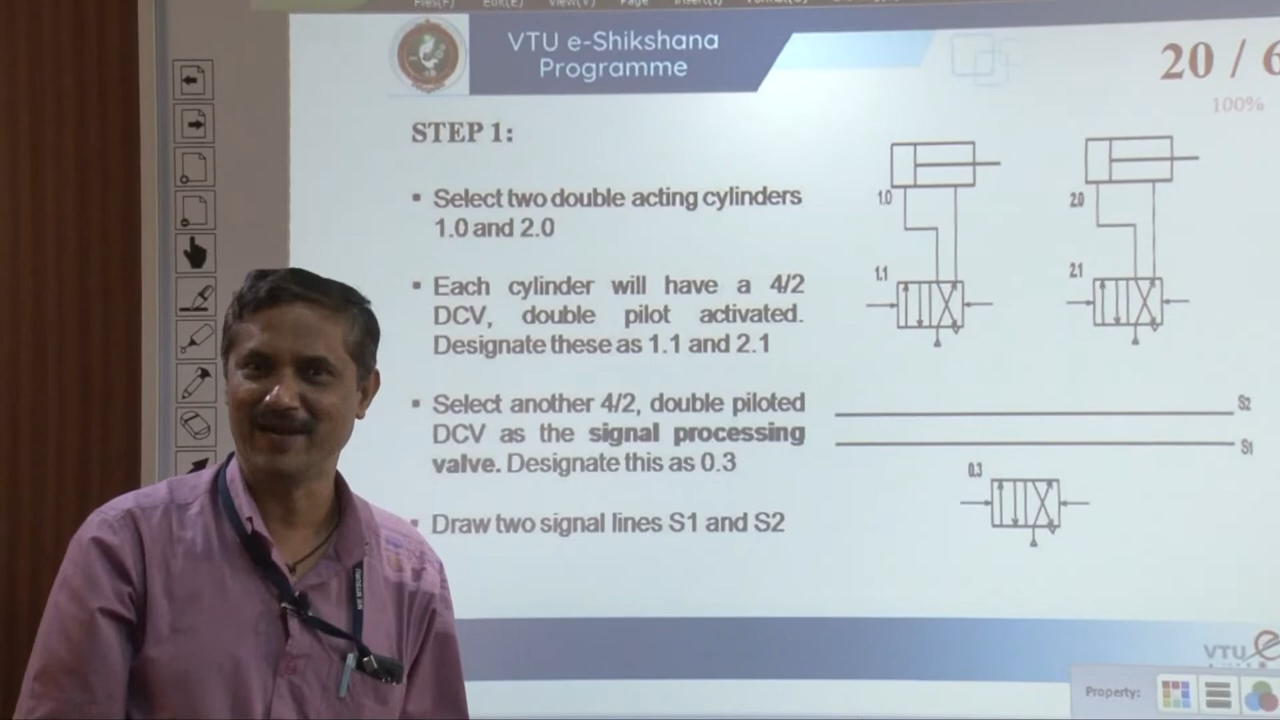 VTU e-Shikshana
Programme
20 / 6
100%
STEP 1:
▪ Select two double acting cylinders
1.0 and 2.0
▪ Each cylinder will have a 4/2
DCV, double pilot activated.
Designate these as 1.1 and 2.1
▪ Select another 4/2, double piloted
DCV as the signal processing
valve. Designate this as 0.3
▪ Draw two signal lines S1 and S2
1.0
2.0
1.1
2.1
S2
S1
0.3
VTU e
Property: